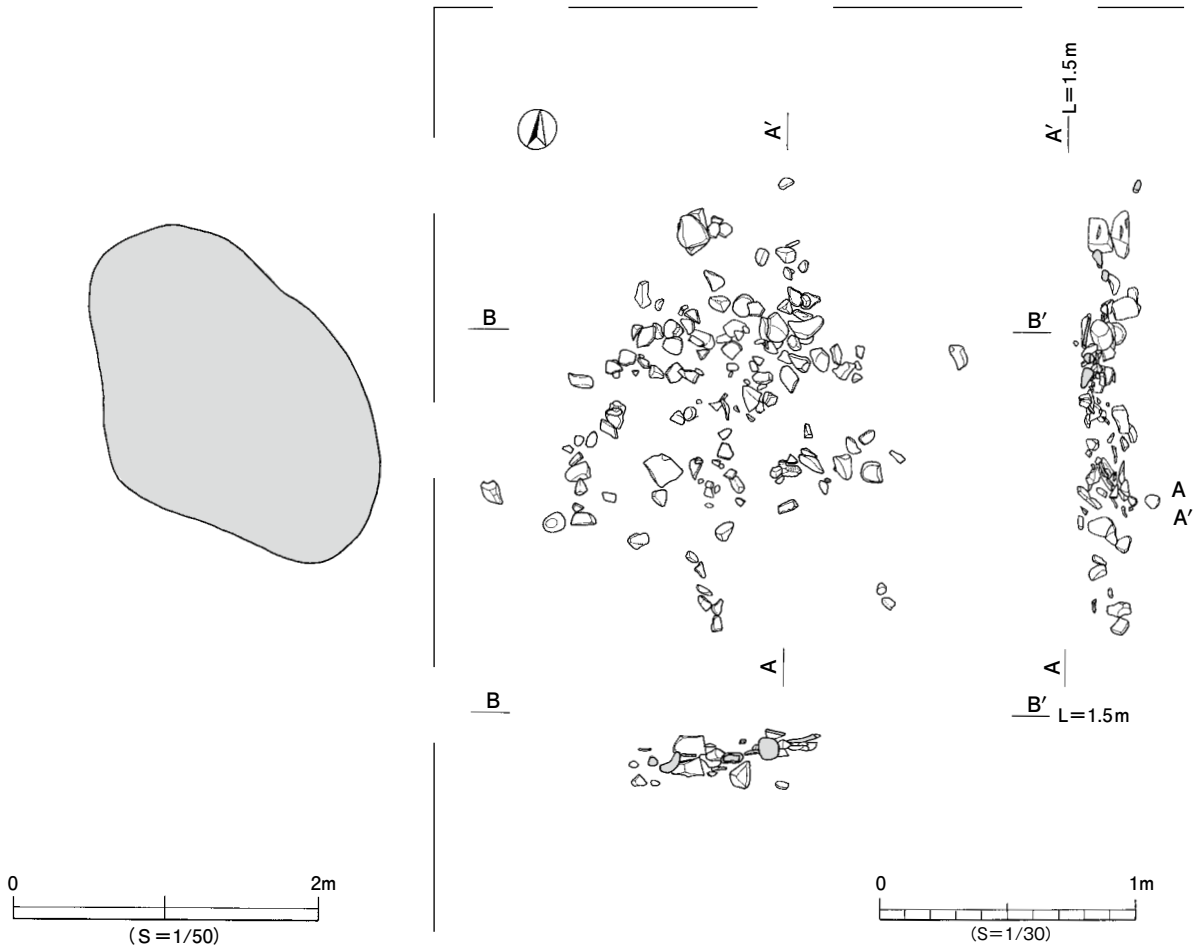 L=1.5m
A′
A′
B
B′
A
A′
A
A
B
B′ L=1.5m
0 2m
(S=1/50)
0 1m
(S=1/30)